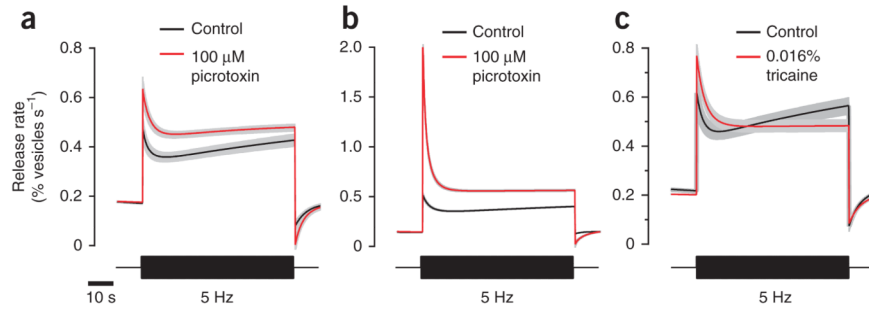 a
Control
100 μM
picrotoxin
Release rate
(% vesicles s⁻¹)
0.8
0.6
0.4
0.2
0
10 s
5 Hz
b
Control
100 μM
picrotoxin
2.0
1.5
1.0
0.5
0
5 Hz
c
Control
0.016%
tricaine
0.8
0.6
0.4
0.2
0
5 Hz